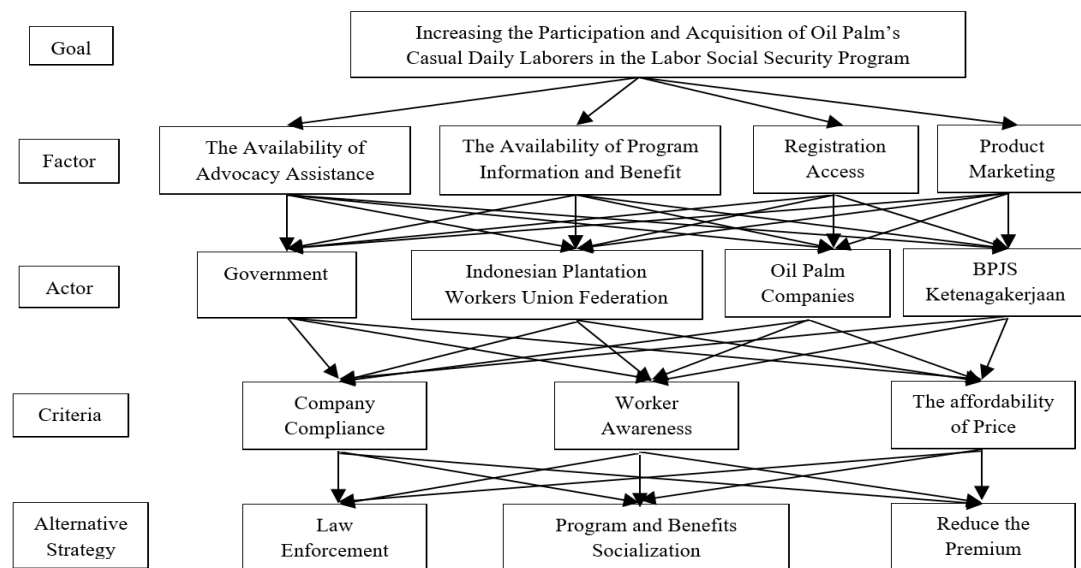 Goal
Increasing the Participation and Acquisition of Oil Palm's
Casual Daily Laborers in the Labor Social Security Program
Factor
The Availability of
Advocacy Assistance
The Availability of Program
Information and Benefit
Registration
Access
Product
Marketing
Actor
Government
Indonesian Plantation
Workers Union Federation
Oil Palm
Companies
BPJS
Ketenagakerjaan
Criteria
Company
Compliance
Worker
Awareness
The affordability
of Price
Alternative
Strategy
Law
Enforcement
Program and Benefits
Socialization
Reduce the
Premium